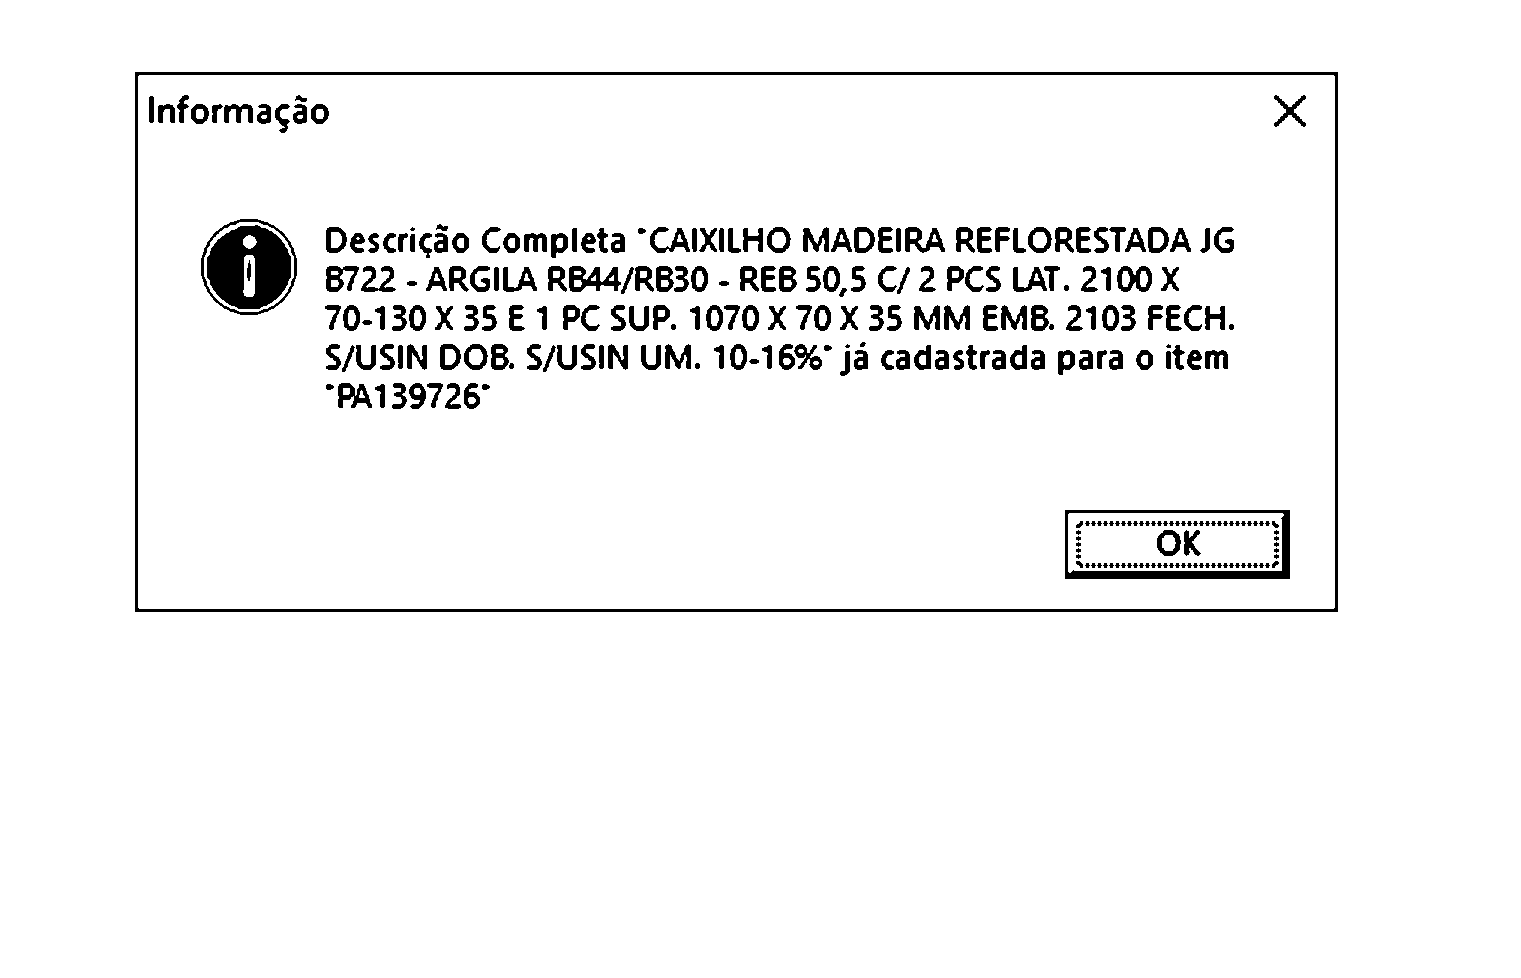 Informação
Descrição Completa "CAIXILHO MADEIRA REFLORESTADA JG
B722 - ARGILA RB44/RB30 - REB 50,5 C/ 2 PCS LAT. 2100 X
70-130 X 35 E 1 PC SUP. 1070 X 70 X 35 MM EMB. 2103 FECH.
S/USIN DOB. S/USIN UM. 10-16%" já cadastrada para o item
"PA139726"
OK